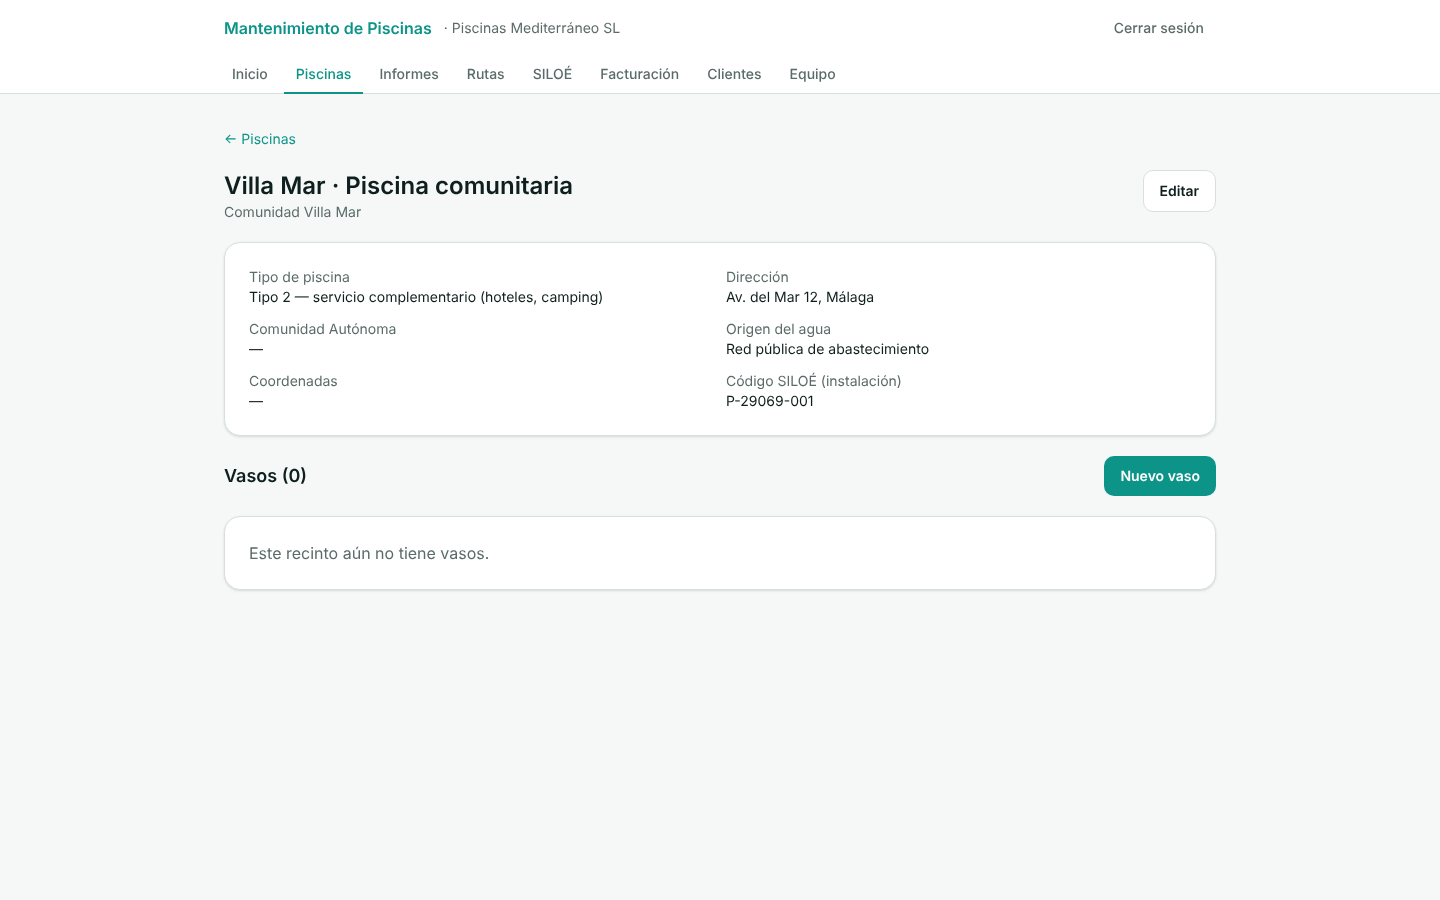 Mantenimiento de Piscinas · Piscinas Mediterráneo SL
Cerrar sesión
Inicio Piscinas Informes Rutas SILOÉ Facturación Clientes Equipo
← Piscinas
Villa Mar · Piscina comunitaria
Editar
Comunidad Villa Mar
Tipo de piscina
Tipo 2 — servicio complementario (hoteles, camping)
Dirección
Av. del Mar 12, Málaga
Comunidad Autónoma
—
Origen del agua
Red pública de abastecimiento
Coordenadas
—
Código SILOÉ (instalación)
P-29069-001
Vasos (0)
Nuevo vaso
Este recinto aún no tiene vasos.